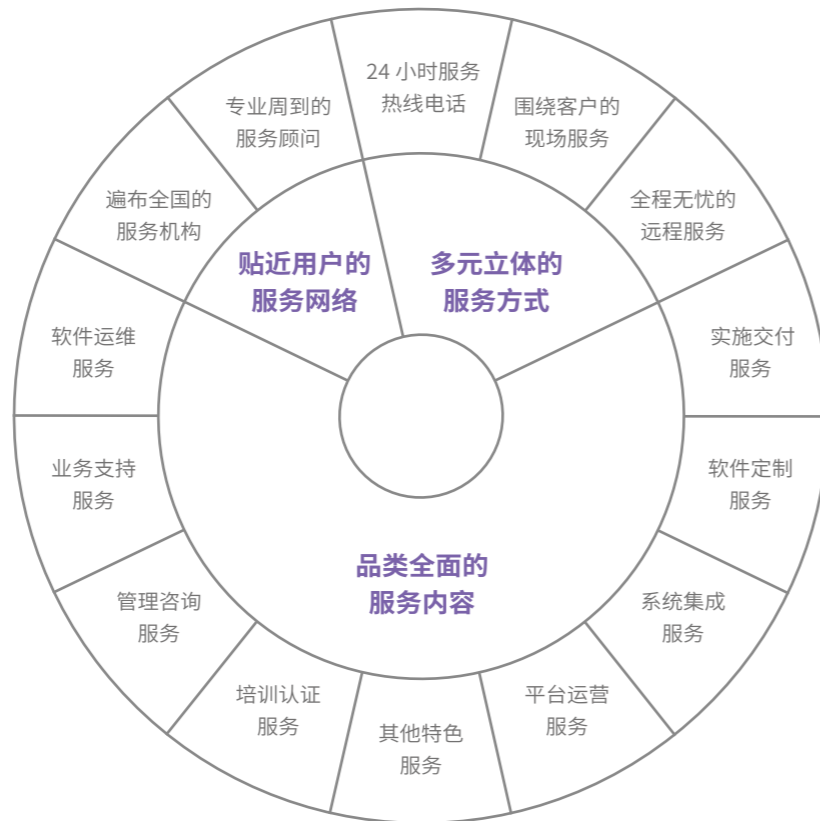 24 小时服务
热线电话
围绕客户的
现场服务
全程无忧的
远程服务
实施交付
服务
软件定制
服务
系统集成
服务
平台运营
服务
其他特色
服务
培训认证
服务
管理咨询
服务
业务支持
服务
软件运维
服务
遍布全国的
服务机构
专业周到的
服务顾问
贴近用户的
服务网络
多元立体的
服务方式
品类全面的
服务内容